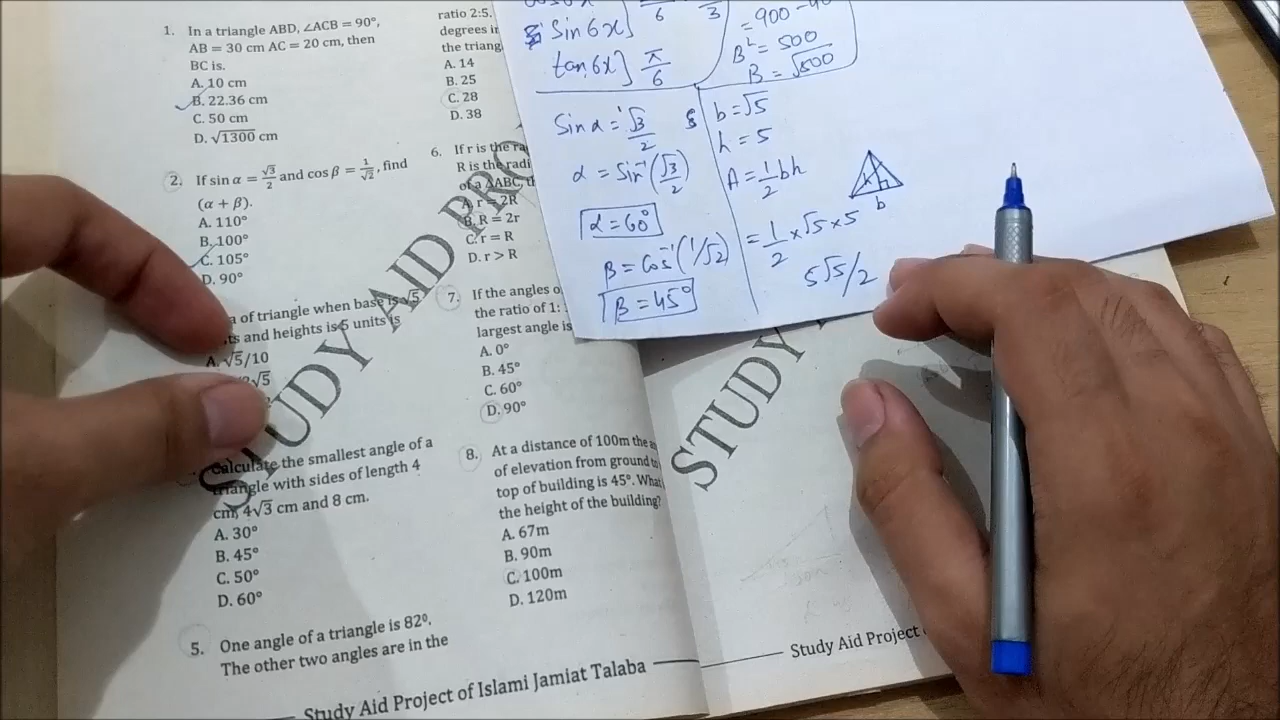 1. In a triangle ABD, ∠ACB = 90°,
AB = 30 cm AC = 20 cm, then
BC is.
A. 10 cm
B. 22.36 cm
C. 50 cm
D. √1300 cm
2. If sin α = √3/2 and cos β = 1/√2, find
(α + β).
A. 110°
B. 100°
C. 105°
D. 90°
of triangle when base is √5
and heights is 5 units is
A. √5/10
√5
Calculate the smallest angle of a
triangle with sides of length 4
cm, 4√3 cm and 8 cm.
A. 30°
B. 45°
C. 50°
D. 60°
5. One angle of a triangle is 82°.
The other two angles are in the
ratio 2:5.
degrees in
the triang
A. 14
B. 25
C. 28
D. 38
6. If r is the ra
R is the radi
of a ΔABC, t
A. r = 2R
B. R = 2r
C. r = R
D. r > R
7. If the angles o
the ratio of 1:
largest angle is
A. 0°
B. 45°
C. 60°
D. 90°
8. At a distance of 100m the a
of elevation from ground to
top of building is 45°. What
the height of the building?
A. 67m
B. 90m
C. 100m
D. 120m
Study Aid Project of Islami Jamiat Talaba
Study Aid Project
STUDY AID PRO
STUDY
Sin 6x] 6 3
tan 6x] π/6
= 900 - 
B² = 500
B = √500
Sin α = √3/2
α = Sin⁻¹(√3/2)
α = 60°
β = Cos⁻¹(1/√2)
β = 45°
b = √5
h = 5
A = 1/2 bh
= 1/2 × √5 × 5
5√5/2
h
b